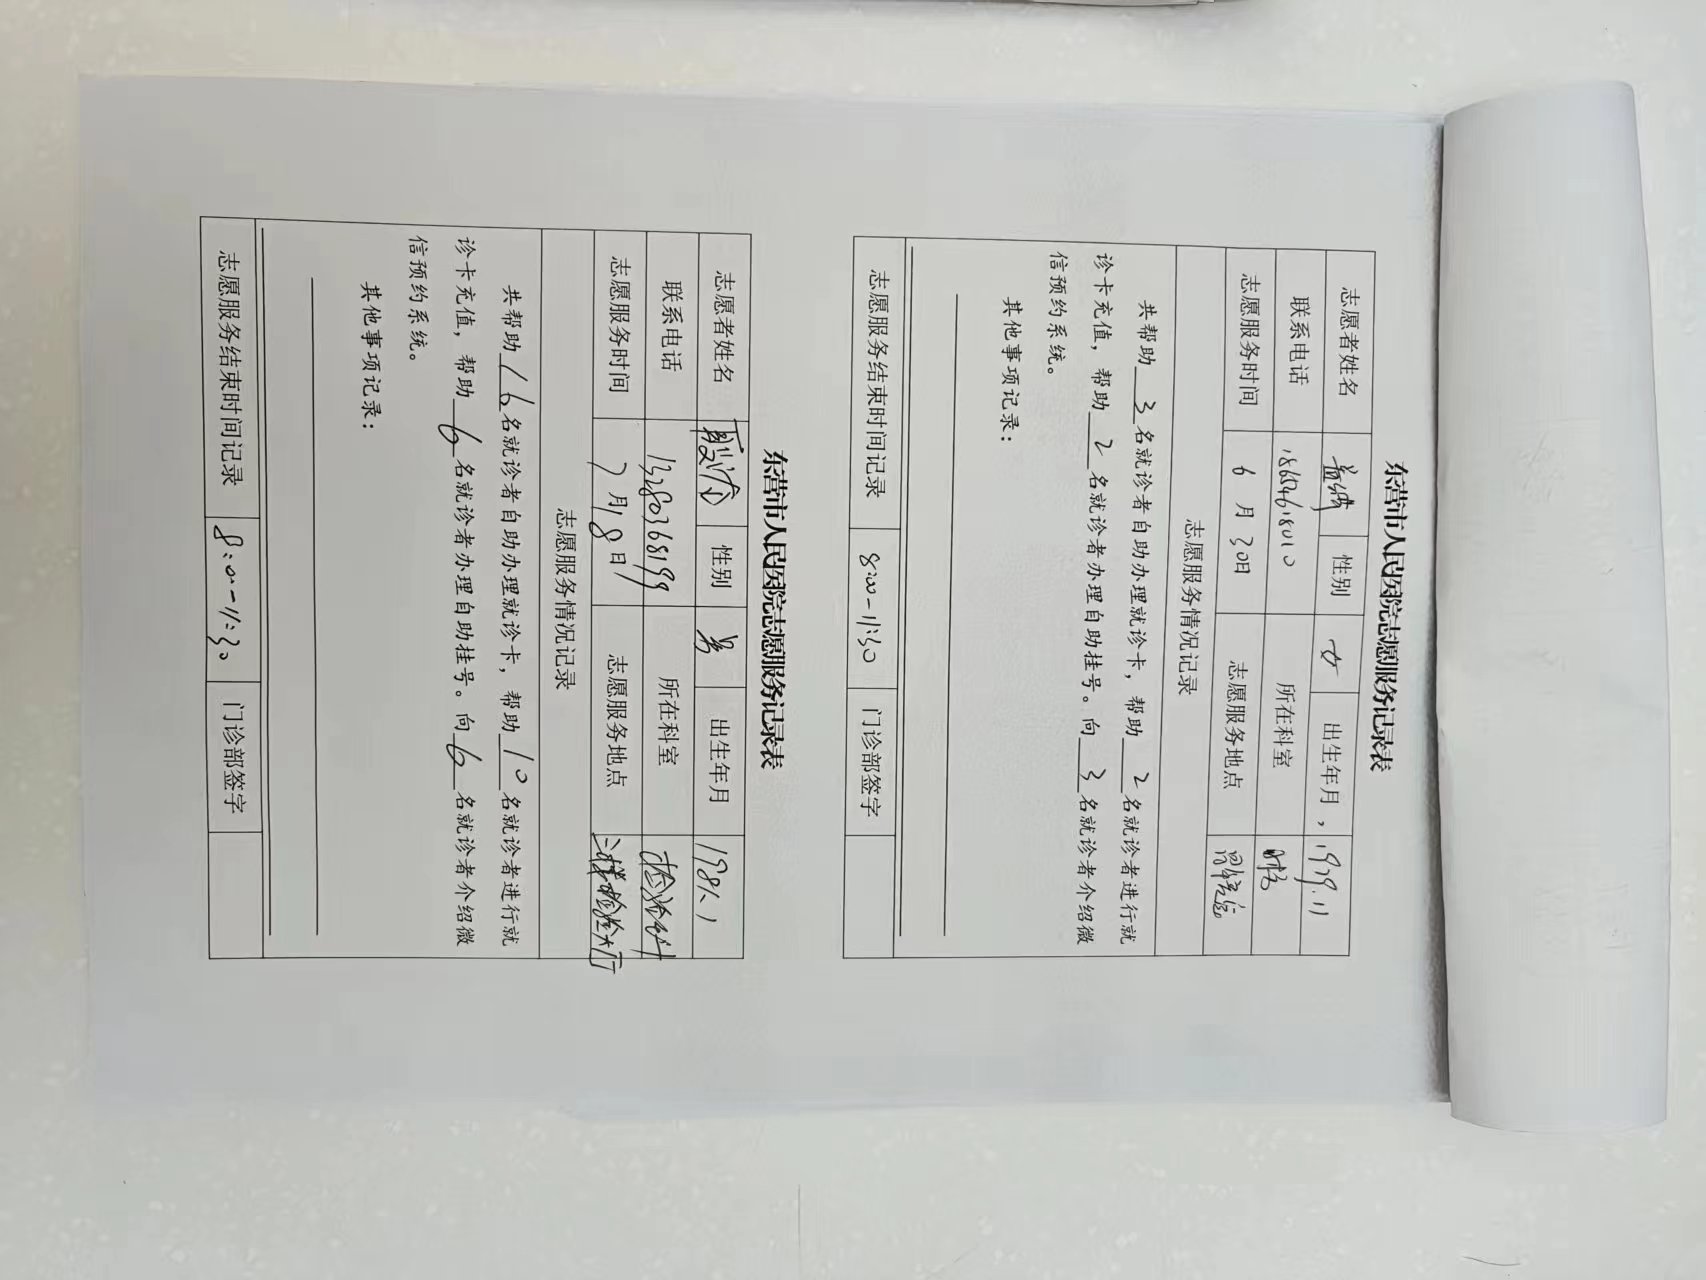 东营市人民医院志愿服务记录表
志愿者姓名 性别 女 出生年月, 1979.11
联系电话 18654618010 所在科室
志愿服务时间 6月30日 志愿服务地点
志愿服务情况记录
共帮助 3 名就诊者自助办理就诊卡，帮助 2 名就诊者进行就
诊卡充值，帮助 2 名就诊者办理自助挂号。向 3 名就诊者介绍微
信预约系统。
其他事项记录：
志愿服务结束时间记录 8:00-11:30 门诊部签字
东营市人民医院志愿服务记录表
志愿者姓名 性别 男 出生年月 1981.1
联系电话 13280368199 所在科室 检验科
志愿服务时间 7月18日 志愿服务地点 检验大厅
志愿服务情况记录
共帮助 16 名就诊者自助办理就诊卡，帮助 10 名就诊者进行就
诊卡充值，帮助 6 名就诊者办理自助挂号。向 6 名就诊者介绍微
信预约系统。
其他事项记录：
志愿服务结束时间记录 8:00-11:30 门诊部签字